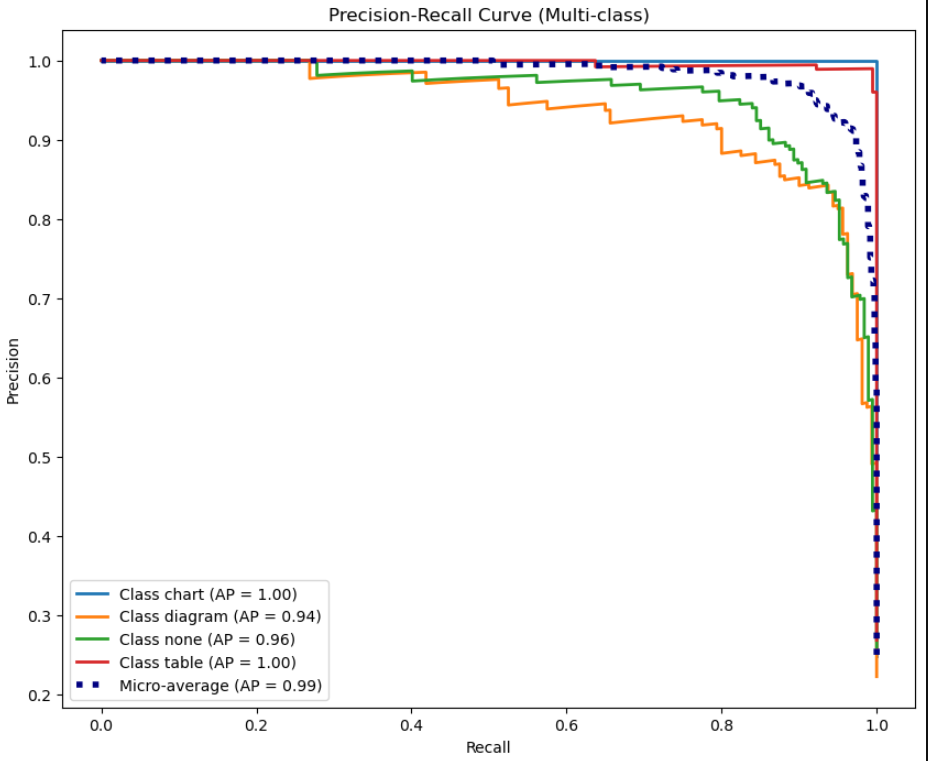 Precision-Recall Curve (Multi-class)
1.0
0.9
0.8
0.7
0.6
0.5
0.4
0.3
0.2
Precision
Class chart (AP = 1.00)
Class diagram (AP = 0.94)
Class none (AP = 0.96)
Class table (AP = 1.00)
Micro-average (AP = 0.99)
0.0 0.2 0.4 0.6 0.8 1.0
Recall